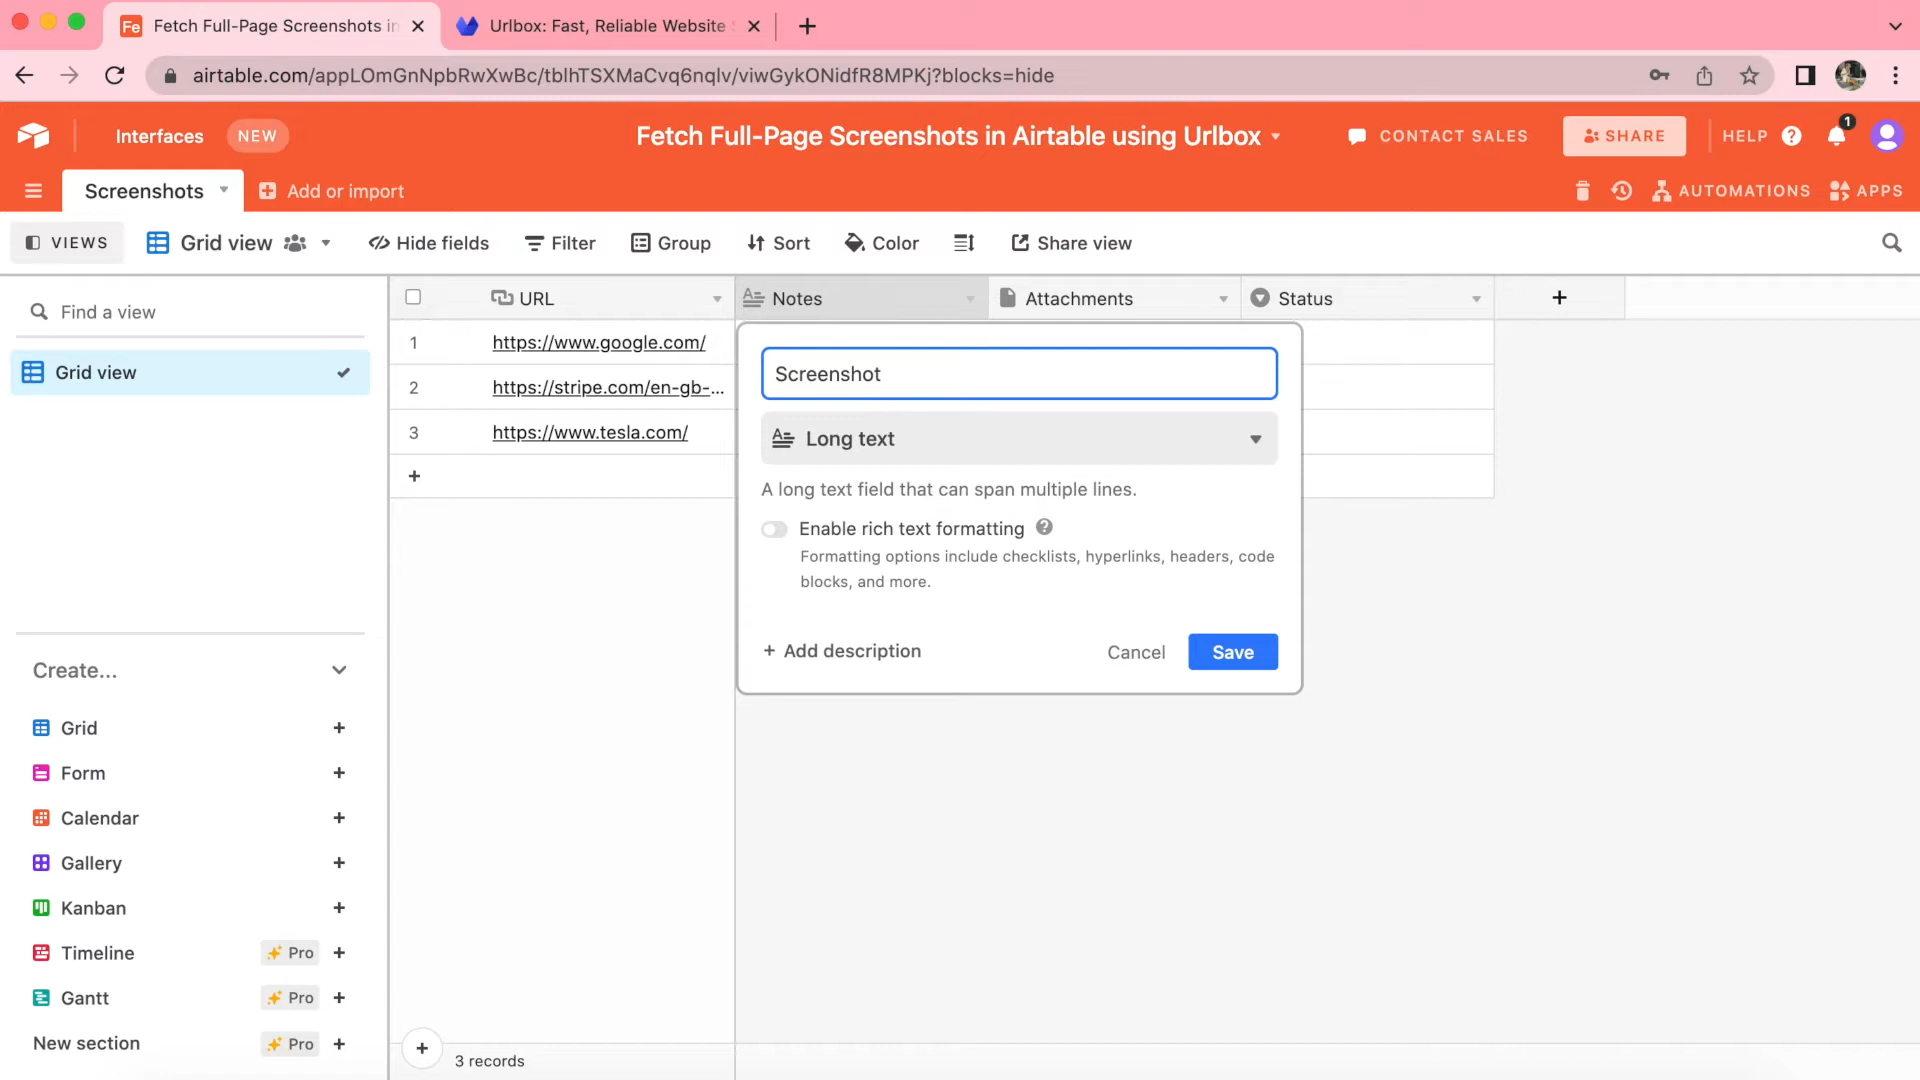 Fe Fetch Full-Page Screenshots in
Urlbox: Fast, Reliable Website
airtable.com/appLOmGnNpbRwXwBc/tblhTSXMaCvq6nqlv/viwGykONidfR8MPKj?blocks=hide
Interfaces NEW
Fetch Full-Page Screenshots in Airtable using Urlbox
CONTACT SALES
SHARE
HELP
1
Screenshots
Add or import
AUTOMATIONS
APPS
VIEWS
Grid view
Hide fields
Filter
Group
Sort
Color
Share view
Find a view
Grid view
URL
Notes
Attachments
Status
1 https://www.google.com/
2 https://stripe.com/en-gb-...
3 https://www.tesla.com/
Screenshot
Long text
A long text field that can span multiple lines.
Enable rich text formatting
Formatting options include checklists, hyperlinks, headers, code
blocks, and more.
+ Add description
Cancel
Save
Create...
Grid
Form
Calendar
Gallery
Kanban
Timeline Pro
Gantt Pro
New section Pro
3 records